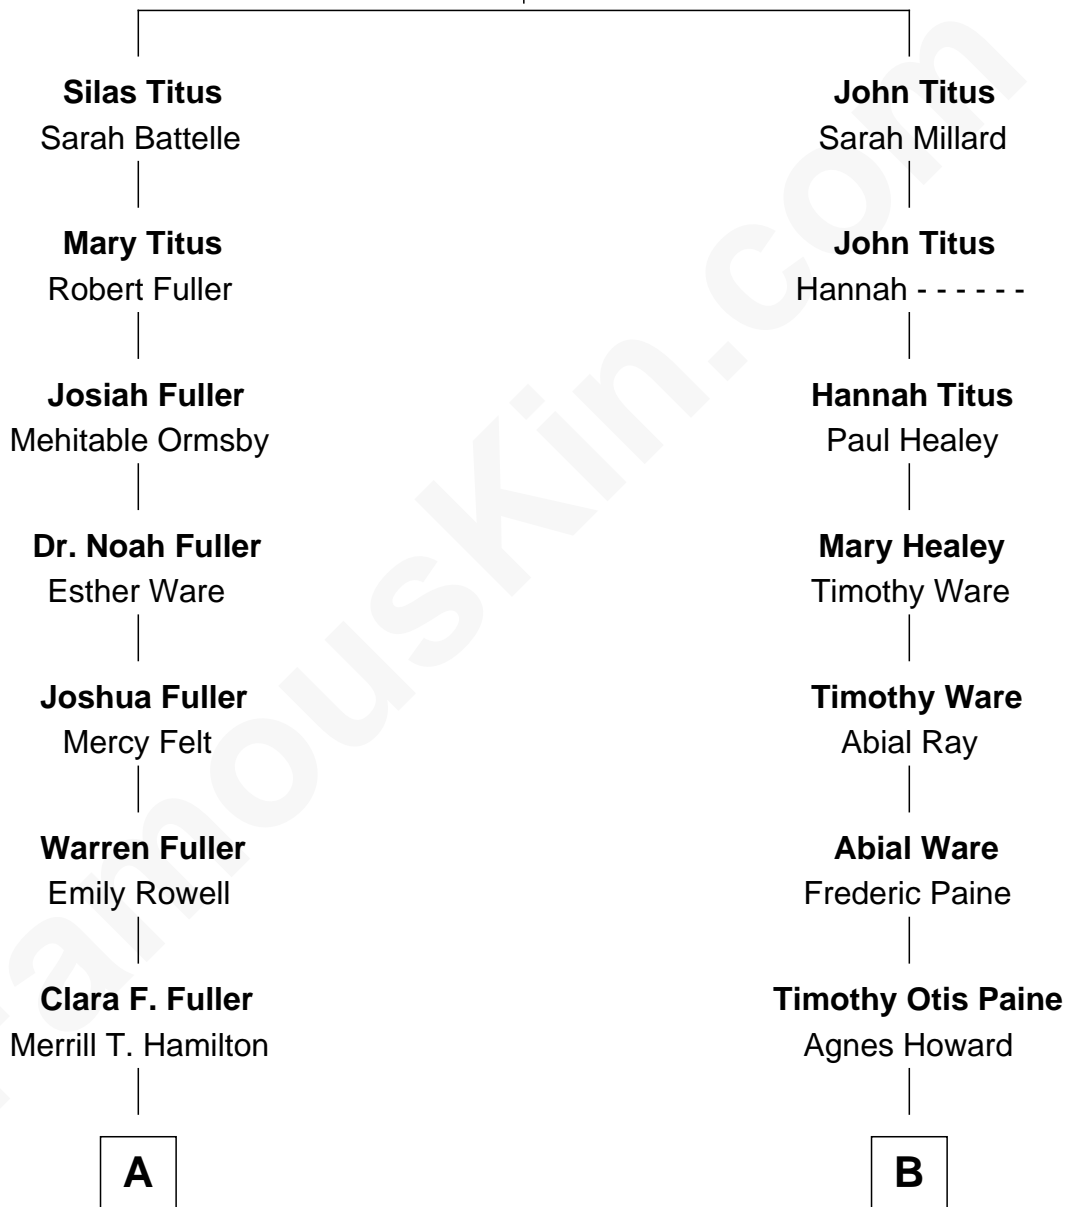 Silas Titus
Sarah Battelle
Mary Titus
Robert Fuller
Josiah Fuller
Mehitable Ormsby
Dr. Noah Fuller
Esther Ware
Joshua Fuller
Mercy Felt
Warren Fuller
Emily Rowell
Clara F. Fuller
Merrill T. Hamilton
A
John Titus
Sarah Millard
John Titus
Hannah - - - - - -
Hannah Titus
Paul Healey
Mary Healey
Timothy Ware
Timothy Ware
Abial Ray
Abial Ware
Frederic Paine
Timothy Otis Paine
Agnes Howard
B
FamousKin.com